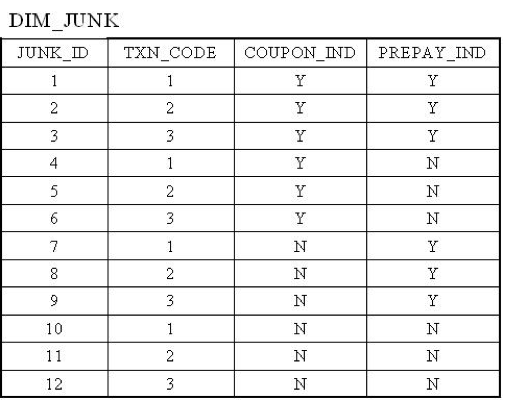 DIM_JUNK
JUNK_ID TXN_CODE COUPON_IND PREPAY_IND
1 1 Y Y
2 2 Y Y
3 3 Y Y
4 1 Y N
5 2 Y N
6 3 Y N
7 1 N Y
8 2 N Y
9 3 N Y
10 1 N N
11 2 N N
12 3 N N